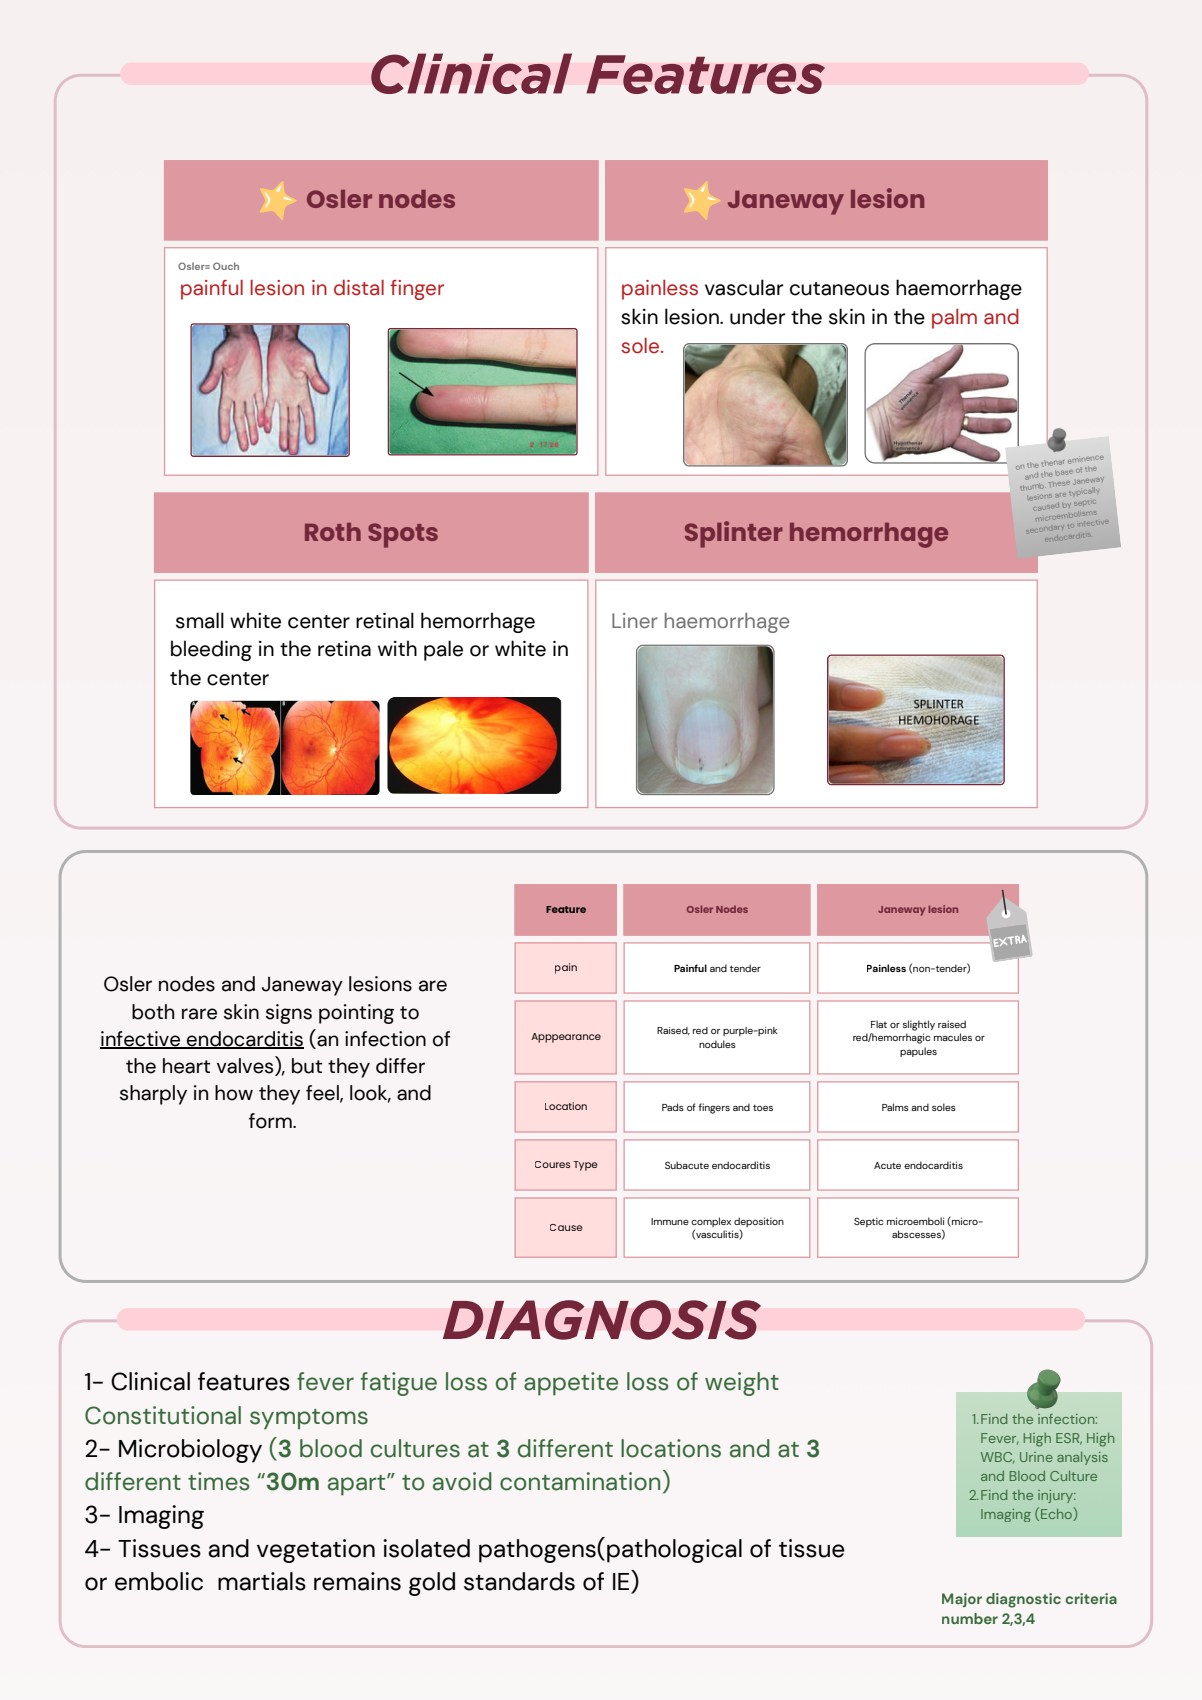 Clinical Features
Osler nodes
Janeway lesion
Osler= Ouch
painful lesion in distal finger
painless vascular cutaneous haemorrhage
skin lesion. under the skin in the palm and
sole.
Thenar
Hypothenar
on the thenar eminence
and the base of the
thumb. These Janeway
lesions are typically
caused by septic
microembolisms
secondary to infective
endocarditis.
Roth Spots
Splinter hemorrhage
small white center retinal hemorrhage
bleeding in the retina with pale or white in
the center
Liner haemorrhage
SPLINTER
HEMOHORAGE
Osler nodes and Janeway lesions are
both rare skin signs pointing to
infective endocarditis (an infection of
the heart valves), but they differ
sharply in how they feel, look, and
form.
Feature
Osler Nodes
Janeway lesion
EXTRA
pain
Painful and tender
Painless (non-tender)
Apppearance
Raised, red or purple-pink
nodules
Flat or slightly raised
red/hemorrhagic macules or
papules
Location
Pads of fingers and toes
Palms and soles
Coures Type
Subacute endocarditis
Acute endocarditis
Cause
Immune complex deposition
(vasculitis)
Septic microemboli (micro-
abscesses)
DIAGNOSIS
1- Clinical features fever fatigue loss of appetite loss of weight
Constitutional symptoms
2- Microbiology (3 blood cultures at 3 different locations and at 3
different times “30m apart” to avoid contamination)
3- Imaging
4- Tissues and vegetation isolated pathogens(pathological of tissue
or embolic martials remains gold standards of IE)
1.Find the infection:
Fever, High ESR, High
WBC, Urine analysis
and Blood Culture
2.Find the injury:
Imaging (Echo)
Major diagnostic criteria
number 2,3,4